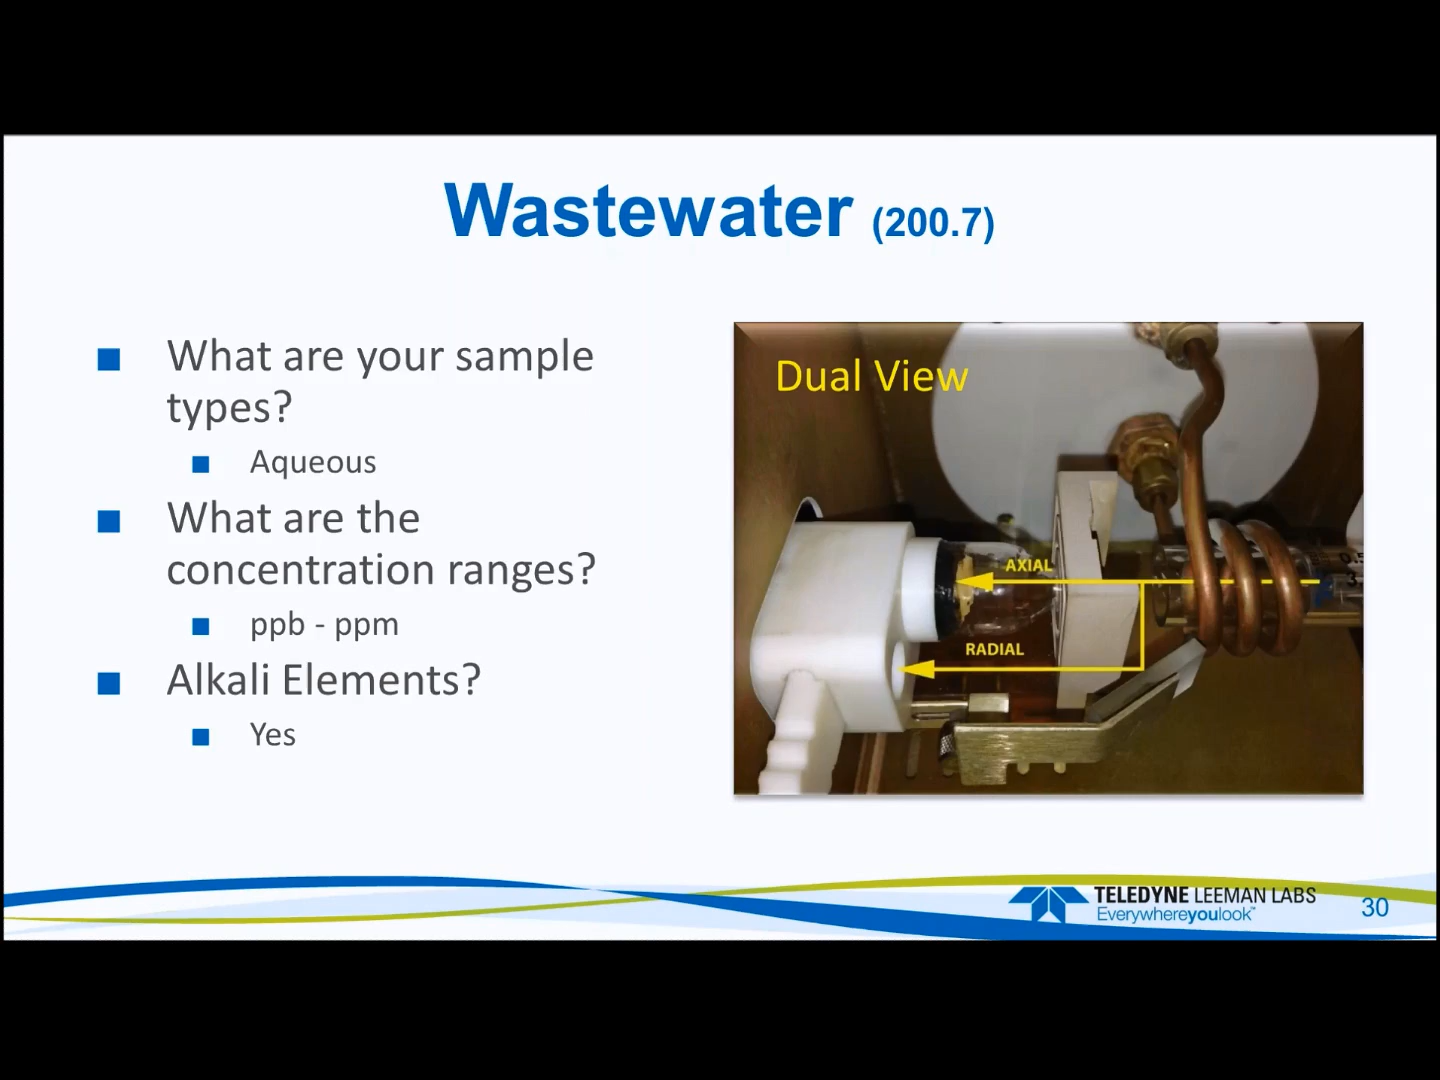 Wastewater (200.7)
What are your sample
types?
Aqueous
What are the
concentration ranges?
ppb - ppm
Alkali Elements?
Yes
Dual View
AXIAL
RADIAL
TELEDYNE LEEMAN LABS
Everywhereyoulook™
30